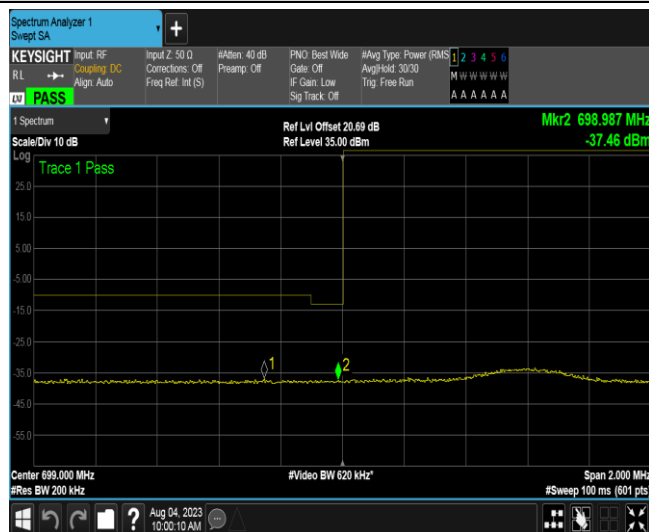 Spectrum Analyzer 1
Swept SA
+
KEYSIGHT
RL
LXI PASS
Input: RF
Coupling: DC
Align: Auto
Input Z: 50 Ω
Corrections: Off
Freq Ref: Int (S)
#Atten: 40 dB
Preamp: Off
PNO: Best Wide
Gate: Off
IF Gain: Low
Sig Track: Off
#Avg Type: Power (RMS
Avg|Hold: 30/30
Trig: Free Run
1 2 3 4 5 6
M W W W W W
A A A A A A
1 Spectrum
Scale/Div 10 dB
Ref Lvl Offset 20.69 dB
Ref Level 35.00 dBm
Mkr2 698.987 MHz
-37.46 dBm
Log
Trace 1 Pass
25.0
15.0
5.00
-5.00
-15.0
-25.0
-35.0
-45.0
-55.0
1
2
Center 699.000 MHz
#Res BW 200 kHz
#Video BW 620 kHz*
Span 2.000 MHz
#Sweep 100 ms (601 pts)
?
Aug 04, 2023
10:00:10 AM